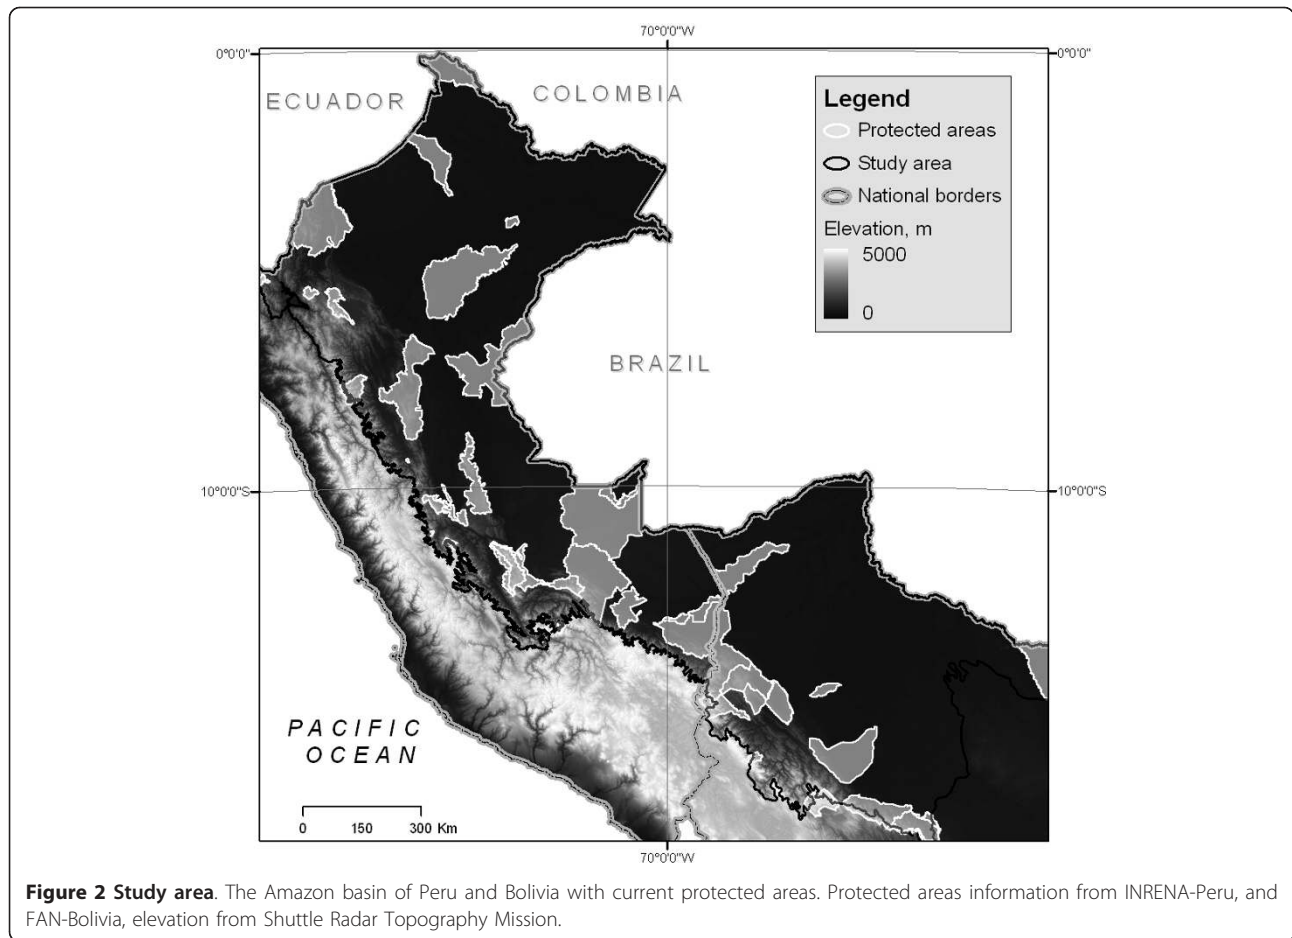 70°0'0"W
0°0'0"
0°0'0"
ECUADOR
COLOMBIA
Legend
Protected areas
Study area
National borders
Elevation, m
5000
0
BRAZIL
10°0'0"S
10°0'0"S
PACIFIC
OCEAN
0 150 300 Km
70°0'0"W
Figure 2 Study area. The Amazon basin of Peru and Bolivia with current protected areas. Protected areas information from INRENA-Peru, and
FAN-Bolivia, elevation from Shuttle Radar Topography Mission.